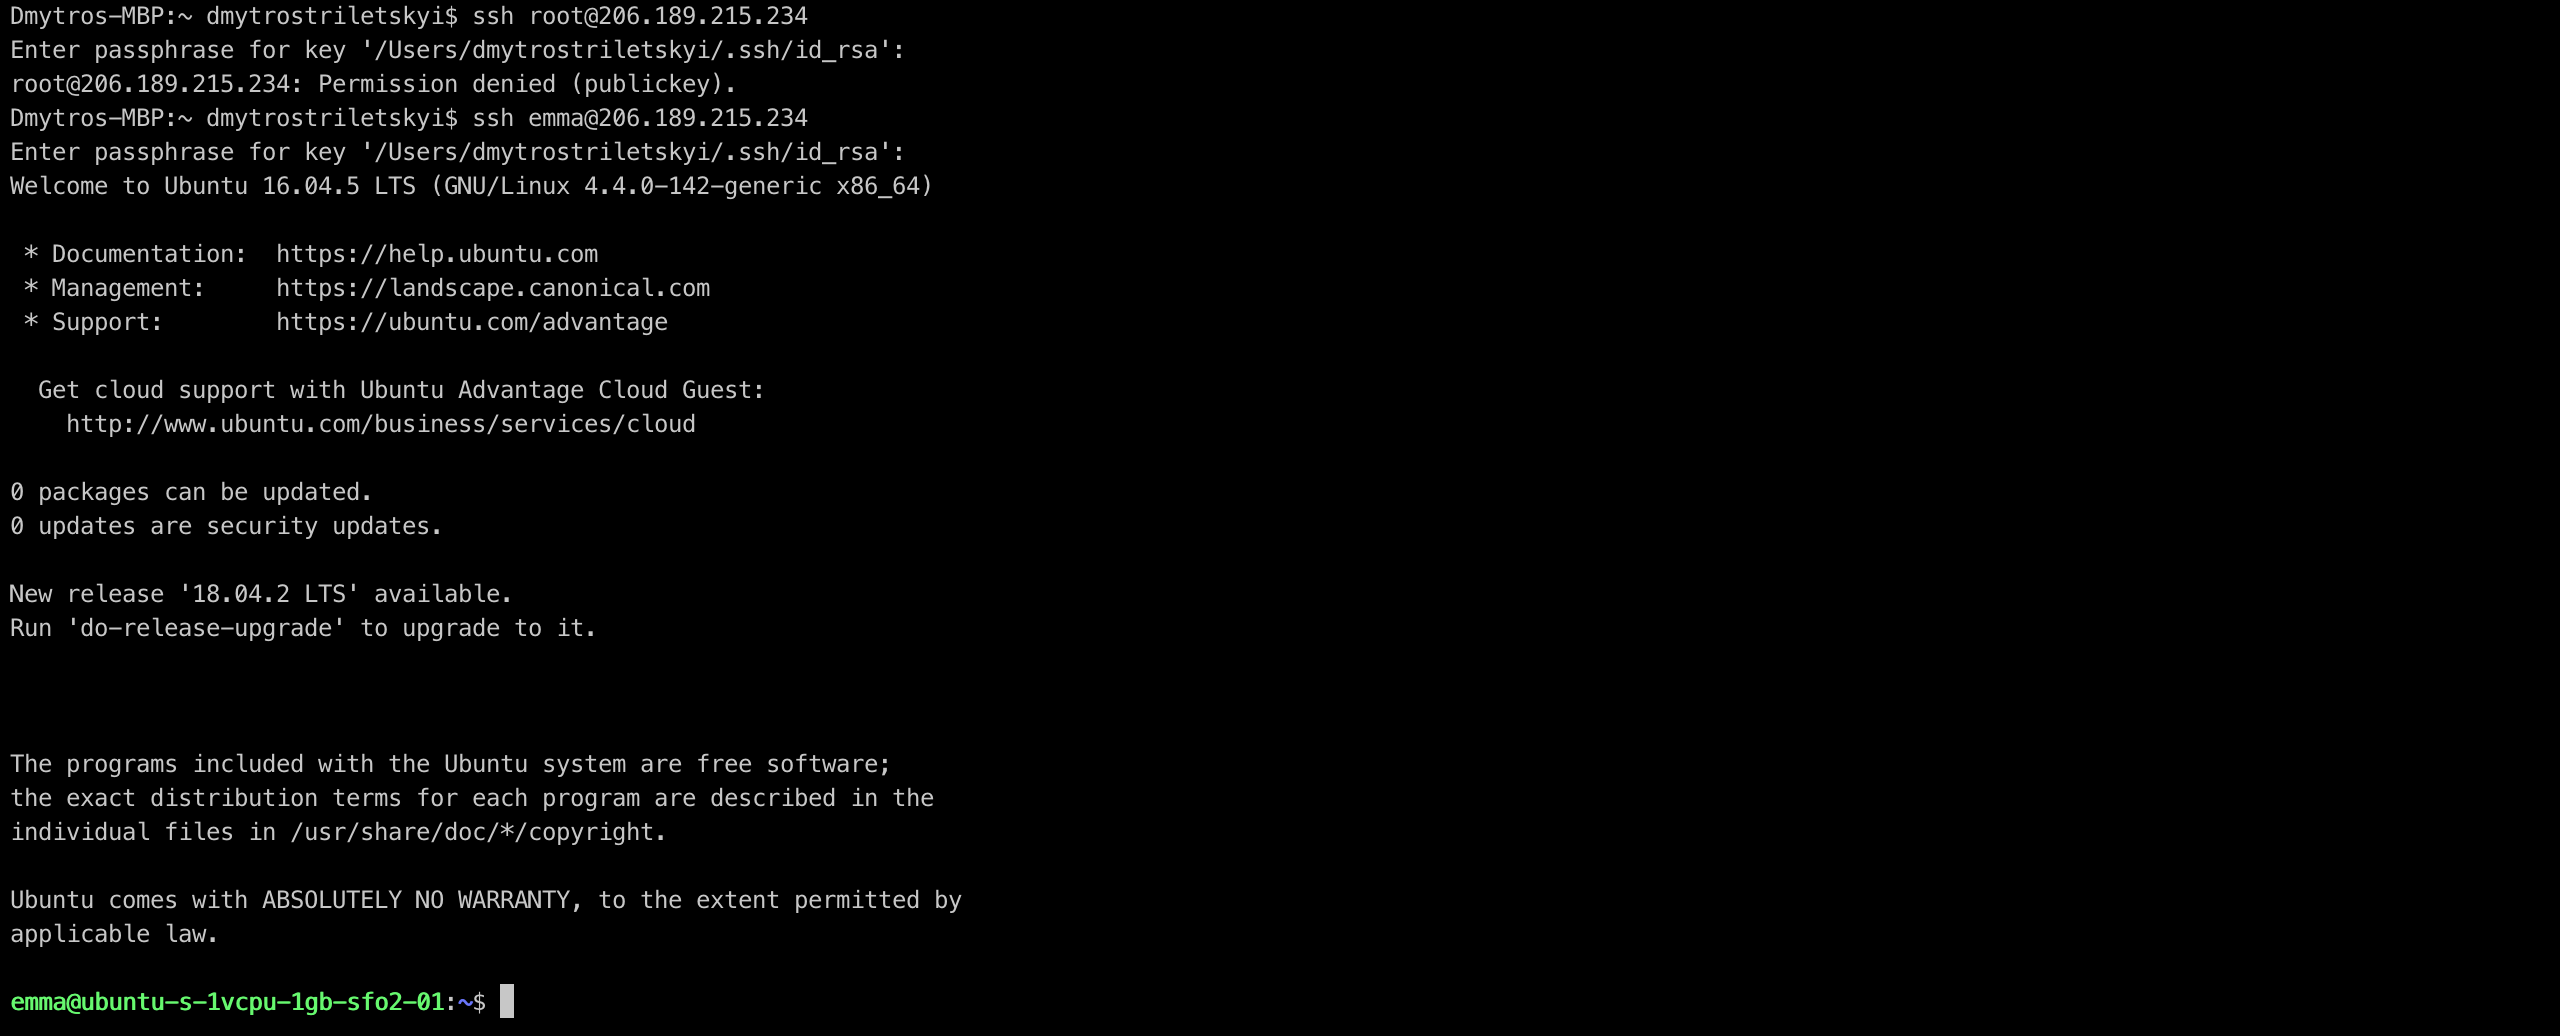 Dmytros-MBP:~ dmytrostriletskyi$ ssh root@206.189.215.234
Enter passphrase for key '/Users/dmytrostriletskyi/.ssh/id_rsa':
root@206.189.215.234: Permission denied (publickey).
Dmytros-MBP:~ dmytrostriletskyi$ ssh emma@206.189.215.234
Enter passphrase for key '/Users/dmytrostriletskyi/.ssh/id_rsa':
Welcome to Ubuntu 16.04.5 LTS (GNU/Linux 4.4.0-142-generic x86_64)

 * Documentation:  https://help.ubuntu.com
 * Management:     https://landscape.canonical.com
 * Support:        https://ubuntu.com/advantage

  Get cloud support with Ubuntu Advantage Cloud Guest:
    http://www.ubuntu.com/business/services/cloud

0 packages can be updated.
0 updates are security updates.

New release '18.04.2 LTS' available.
Run 'do-release-upgrade' to upgrade to it.

The programs included with the Ubuntu system are free software;
the exact distribution terms for each program are described in the
individual files in /usr/share/doc/*/copyright.

Ubuntu comes with ABSOLUTELY NO WARRANTY, to the extent permitted by
applicable law.

emma@ubuntu-s-1vcpu-1gb-sfo2-01:~$